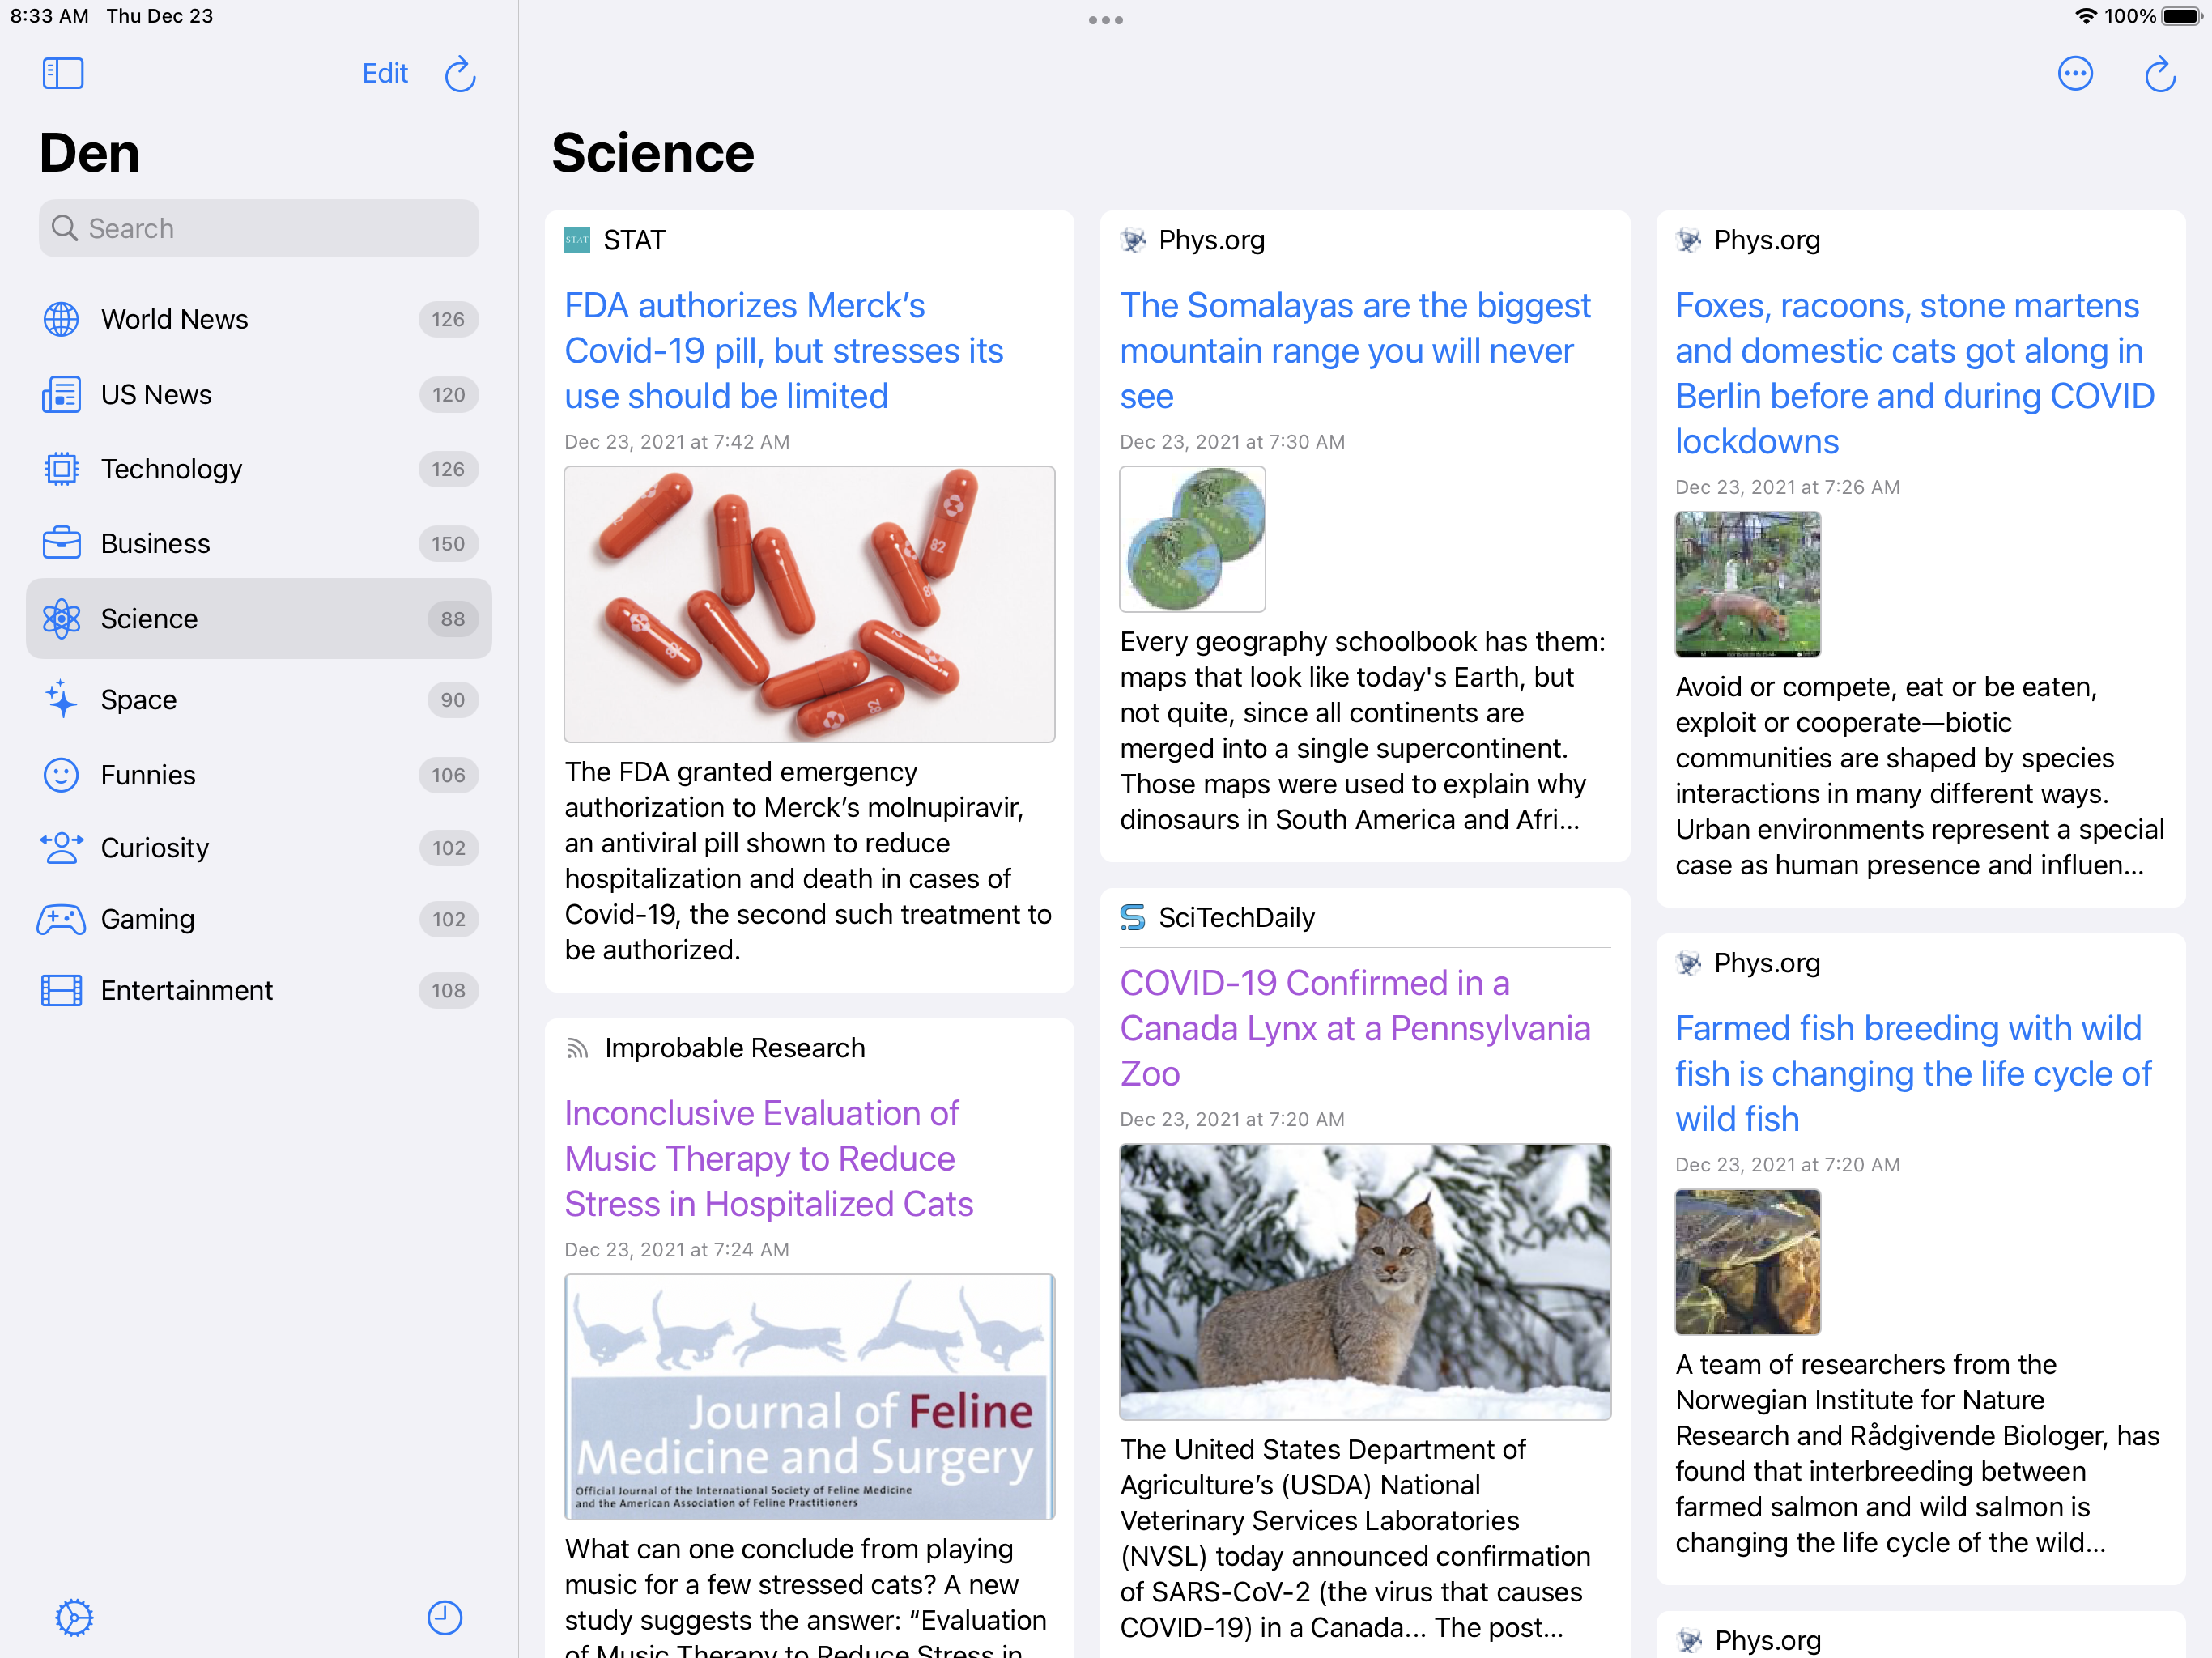 8:33 AM Thu Dec 23
100%
Edit
Den
Search
World News 126
US News 120
Technology 126
Business 150
Science 88
Space 90
Funnies 106
Curiosity 102
Gaming 102
Entertainment 108
Science
STAT STAT
FDA authorizes Merck’s
Covid-19 pill, but stresses its
use should be limited
Dec 23, 2021 at 7:42 AM
82
The FDA granted emergency
authorization to Merck’s molnupiravir,
an antiviral pill shown to reduce
hospitalization and death in cases of
Covid-19, the second such treatment to
be authorized.
Improbable Research
Inconclusive Evaluation of
Music Therapy to Reduce
Stress in Hospitalized Cats
Dec 23, 2021 at 7:24 AM
Journal of Feline
Medicine and Surgery
Official Journal of the International Society of Feline Medicine
and the American Association of Feline Practitioners
What can one conclude from playing
music for a few stressed cats? A new
study suggests the answer: “Evaluation
of Music Therapy to Reduce Stress in
Phys.org
The Somalayas are the biggest
mountain range you will never
see
Dec 23, 2021 at 7:30 AM
Every geography schoolbook has them:
maps that look like today's Earth, but
not quite, since all continents are
merged into a single supercontinent.
Those maps were used to explain why
dinosaurs in South America and Afri...
SciTechDaily
COVID-19 Confirmed in a
Canada Lynx at a Pennsylvania
Zoo
Dec 23, 2021 at 7:20 AM
The United States Department of
Agriculture’s (USDA) National
Veterinary Services Laboratories
(NVSL) today announced confirmation
of SARS-CoV-2 (the virus that causes
COVID-19) in a Canada... The post...
Phys.org
Foxes, racoons, stone martens
and domestic cats got along in
Berlin before and during COVID
lockdowns
Dec 23, 2021 at 7:26 AM
Avoid or compete, eat or be eaten,
exploit or cooperate—biotic
communities are shaped by species
interactions in many different ways.
Urban environments represent a special
case as human presence and influen...
Phys.org
Farmed fish breeding with wild
fish is changing the life cycle of
wild fish
Dec 23, 2021 at 7:20 AM
A team of researchers from the
Norwegian Institute for Nature
Research and Rådgivende Biologer, has
found that interbreeding between
farmed salmon and wild salmon is
changing the life cycle of the wild...
Phys.org